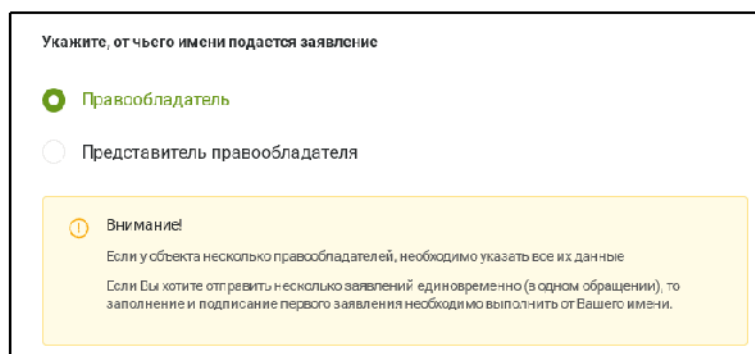 Укажите, от чьего имени подается заявление
Правообладатель
Представитель правообладателя
Внимание!
Если у объекта несколько правообладателей, необходимо указать все их данные
Если Вы хотите отправить несколько заявлений единовременно (в одном обращении), то
заполнение и подписание первого заявления необходимо выполнить от Вашего имени.